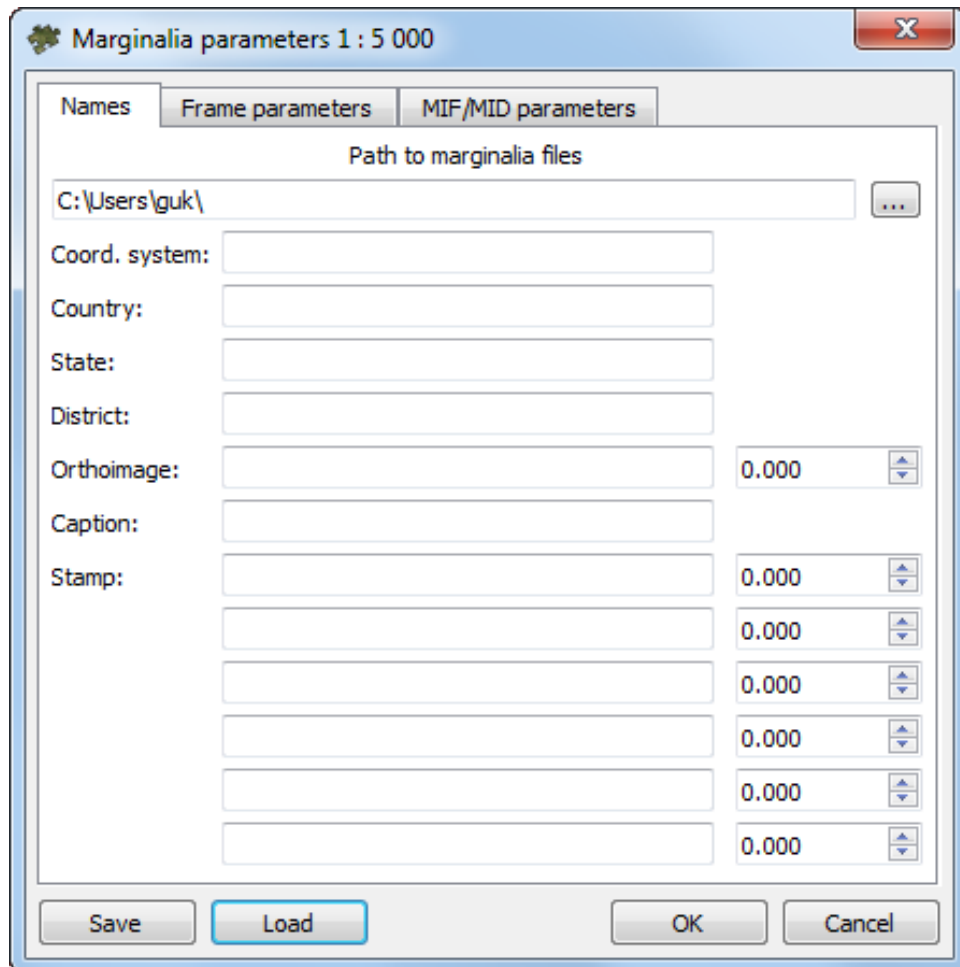 Marginalia parameters 1 : 5 000
Names Frame parameters MIF/MID parameters
Path to marginalia files
C:\Users\guk\ ...
Coord. system:
Country:
State:
District:
Orthoimage: 0.000
Caption:
Stamp: 0.000
0.000
0.000
0.000
0.000
0.000
Save Load OK Cancel